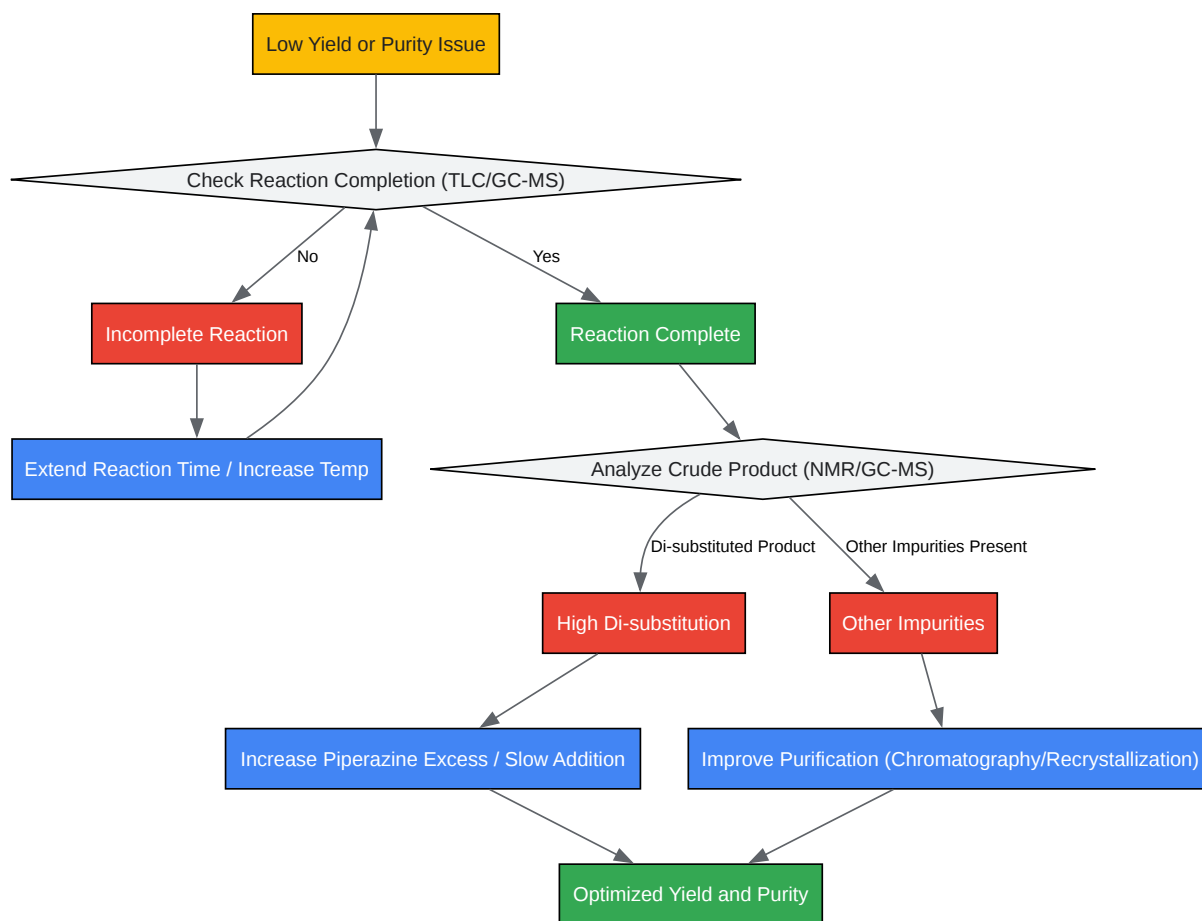 Low Yield or Purity Issue
Check Reaction Completion (TLC/GC-MS)
No
Yes
Incomplete Reaction
Reaction Complete
Extend Reaction Time / Increase Temp
Analyze Crude Product (NMR/GC-MS)
Di-substituted Product
Other Impurities Present
High Di-substitution
Other Impurities
Increase Piperazine Excess / Slow Addition
Improve Purification (Chromatography/Recrystallization)
Optimized Yield and Purity